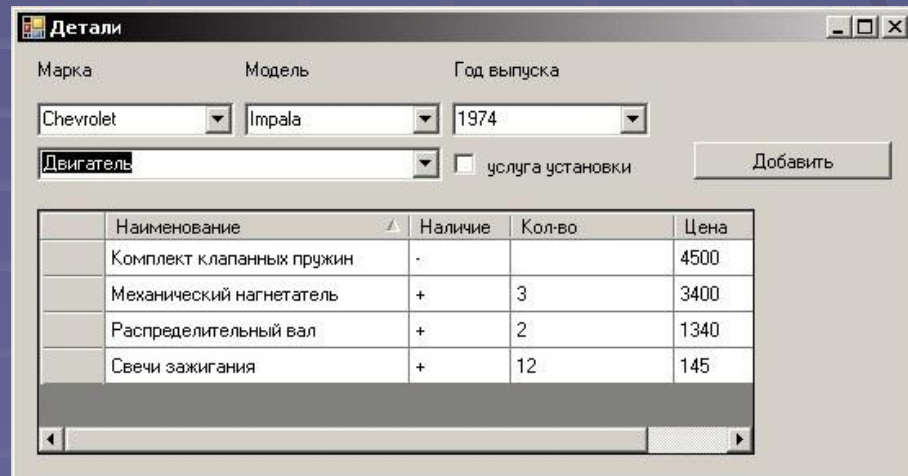 Детали
Марка Модель Год выпуска
Chevrolet Impala 1974
Двигатель услуга установки Добавить
Наименование Наличие Кол-во Цена
Комплект клапанных пружин - 4500
Механический нагнетатель + 3 3400
Распределительный вал + 2 1340
Свечи зажигания + 12 145